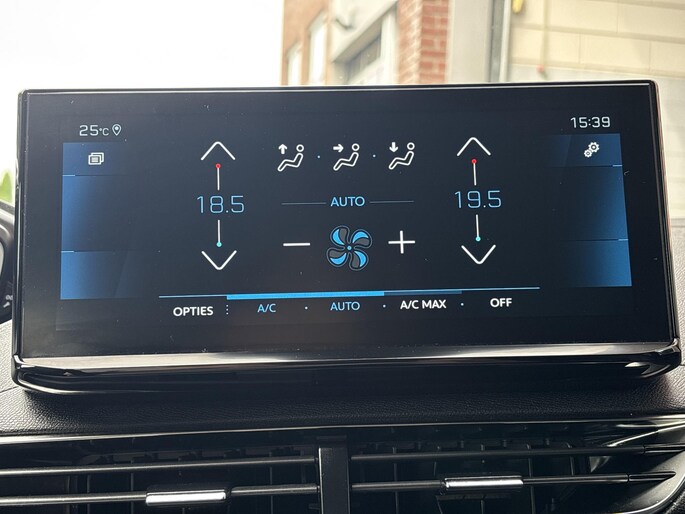 25°C 15:39
18.5 19.5
AUTO
OPTIES A/C AUTO A/C MAX OFF